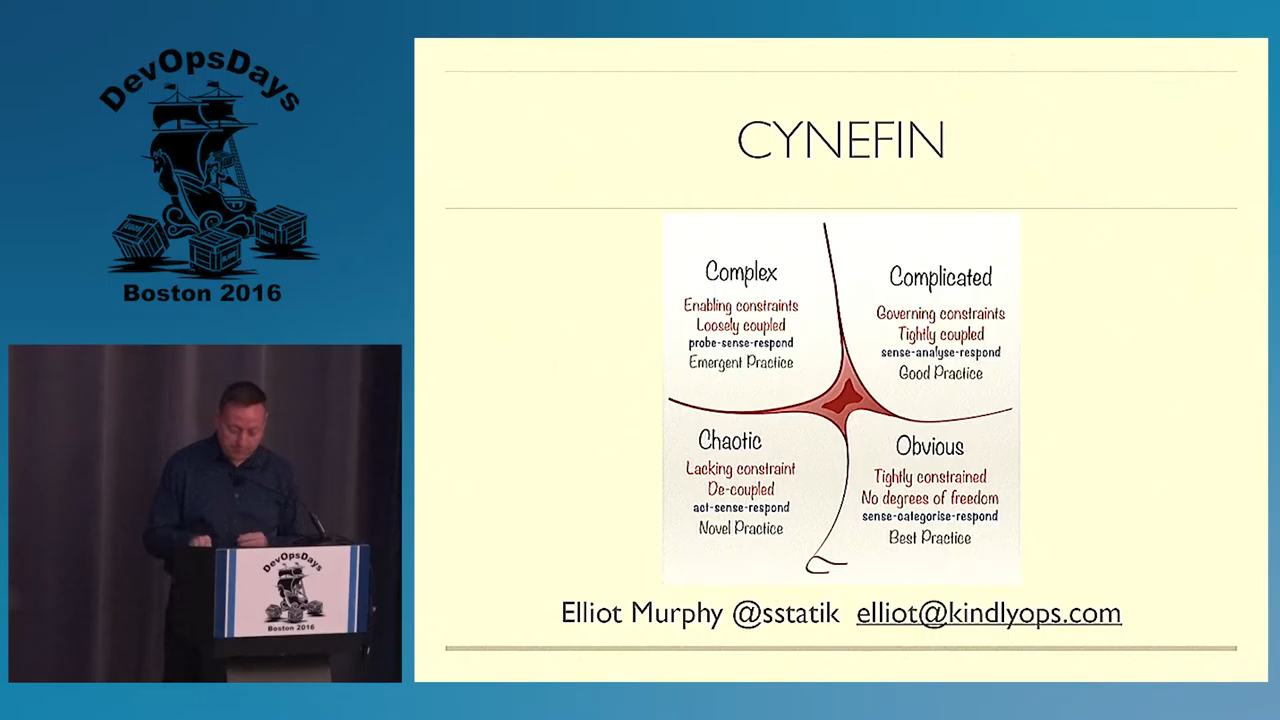 DevOpsDays
Boston 2016
CYNEFIN
Complex
Enabling constraints
Loosely coupled
probe-sense-respond
Emergent Practice
Complicated
Governing constraints
Tightly coupled
sense-analyse-respond
Good Practice
Chaotic
Lacking constraint
De-coupled
act-sense-respond
Novel Practice
Obvious
Tightly constrained
No degrees of freedom
sense-categorise-respond
Best Practice
Elliot Murphy @sstatik elliot@kindlyops.com
DevOpsDays
Boston 2016